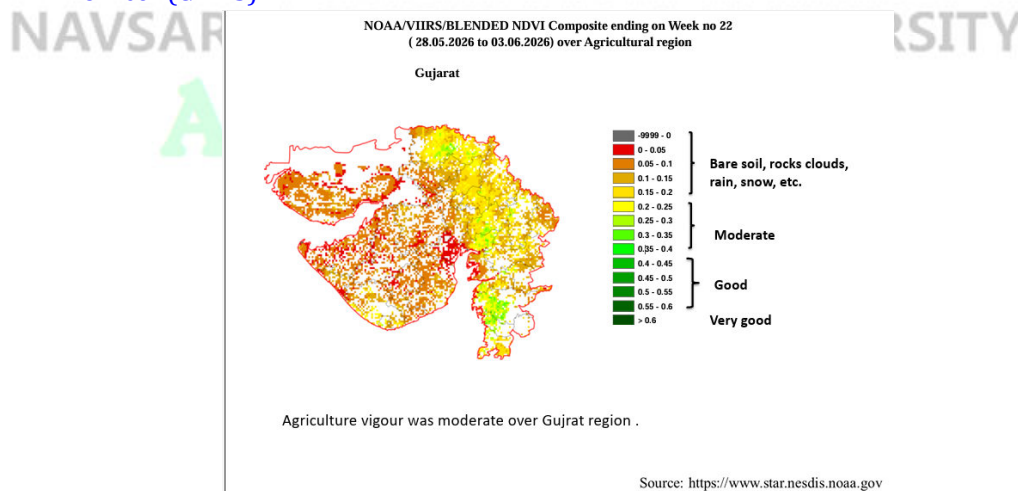 NAVSAR
RSITY
A
NOAA/VIIRS/BLENDED NDVI Composite ending on Week no 22
( 28.05.2026 to 03.06.2026) over Agricultural region
Gujarat
-9999 - 0
0 - 0.05
0.05 - 0.1
0.1 - 0.15
0.15 - 0.2
0.2 - 0.25
0.25 - 0.3
0.3 - 0.35
0.35 - 0.4
0.4 - 0.45
0.45 - 0.5
0.5 - 0.55
0.55 - 0.6
> 0.6
Bare soil, rocks clouds,
rain, snow, etc.
Moderate
Good
Very good
Agriculture vigour was moderate over Gujrat region .
Source: https://www.star.nesdis.noaa.gov